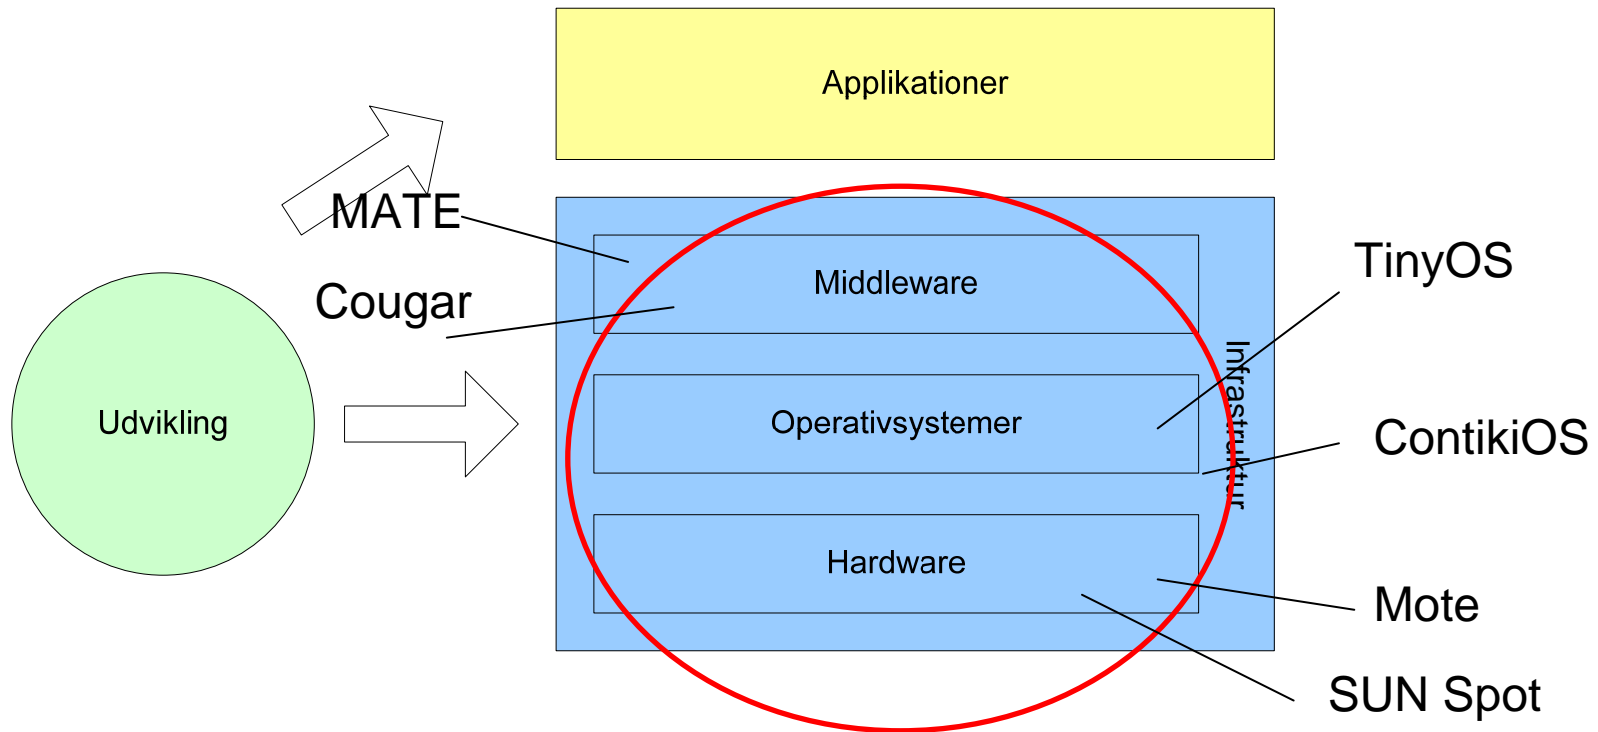 Applikationer
MATE
Middleware
TinyOS
Cougar
Infrastruktur
Udvikling
Operativsystemer
ContikiOS
Hardware
Mote
SUN Spot